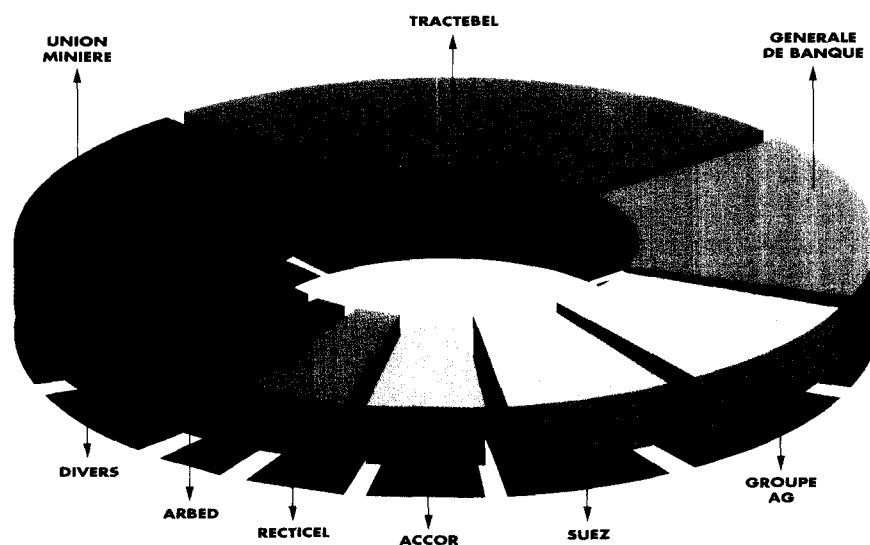 TRACTEBEL
UNION
MINIERE
GENERALE
DE BANQUE
DIVERS
ARBED
RECTICEL
ACCOR
SUEZ
GROUPE
AG